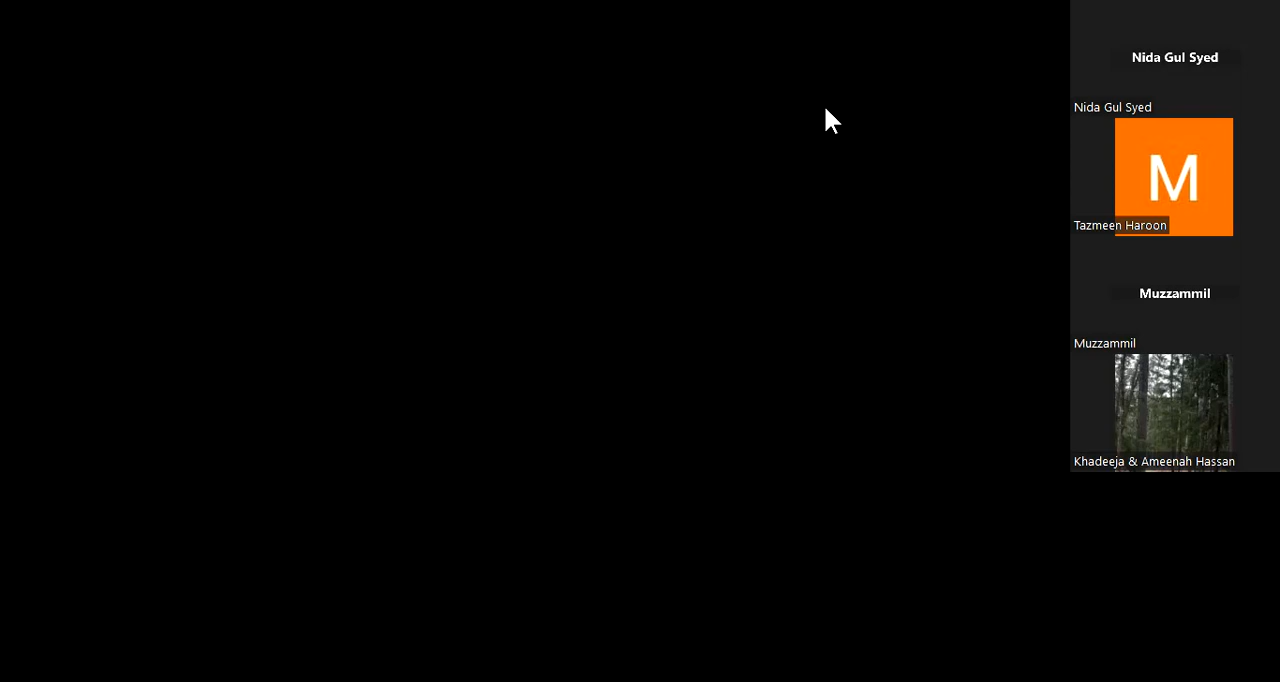 Nida Gul Syed
Nida Gul Syed
M
Tazmeen Haroon
Muzzammil
Muzzammil
Khadeeja & Ameenah Hassan